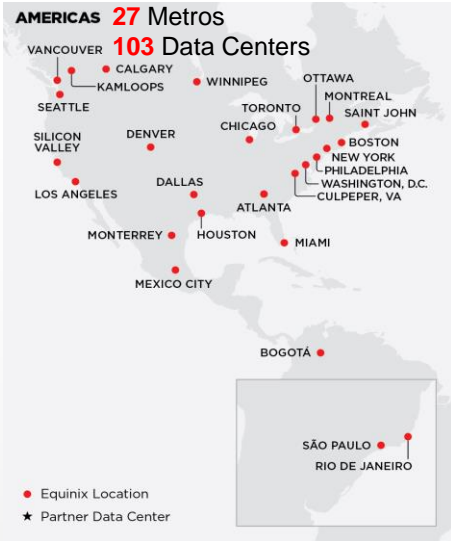 AMERICAS 27 Metros
103 Data Centers
VANCOUVER
CALGARY
KAMLOOPS
WINNIPEG
OTTAWA
MONTREAL
SEATTLE
TORONTO
SAINT JOHN
CHICAGO
SILICON
VALLEY
DENVER
BOSTON
NEW YORK
PHILADELPHIA
WASHINGTON, D.C.
CULPEPER, VA
LOS ANGELES
DALLAS
ATLANTA
MONTERREY
HOUSTON
MIAMI
MEXICO CITY
BOGOTÁ
SÃO PAULO
RIO DE JANEIRO
Equinix Location
★ Partner Data Center